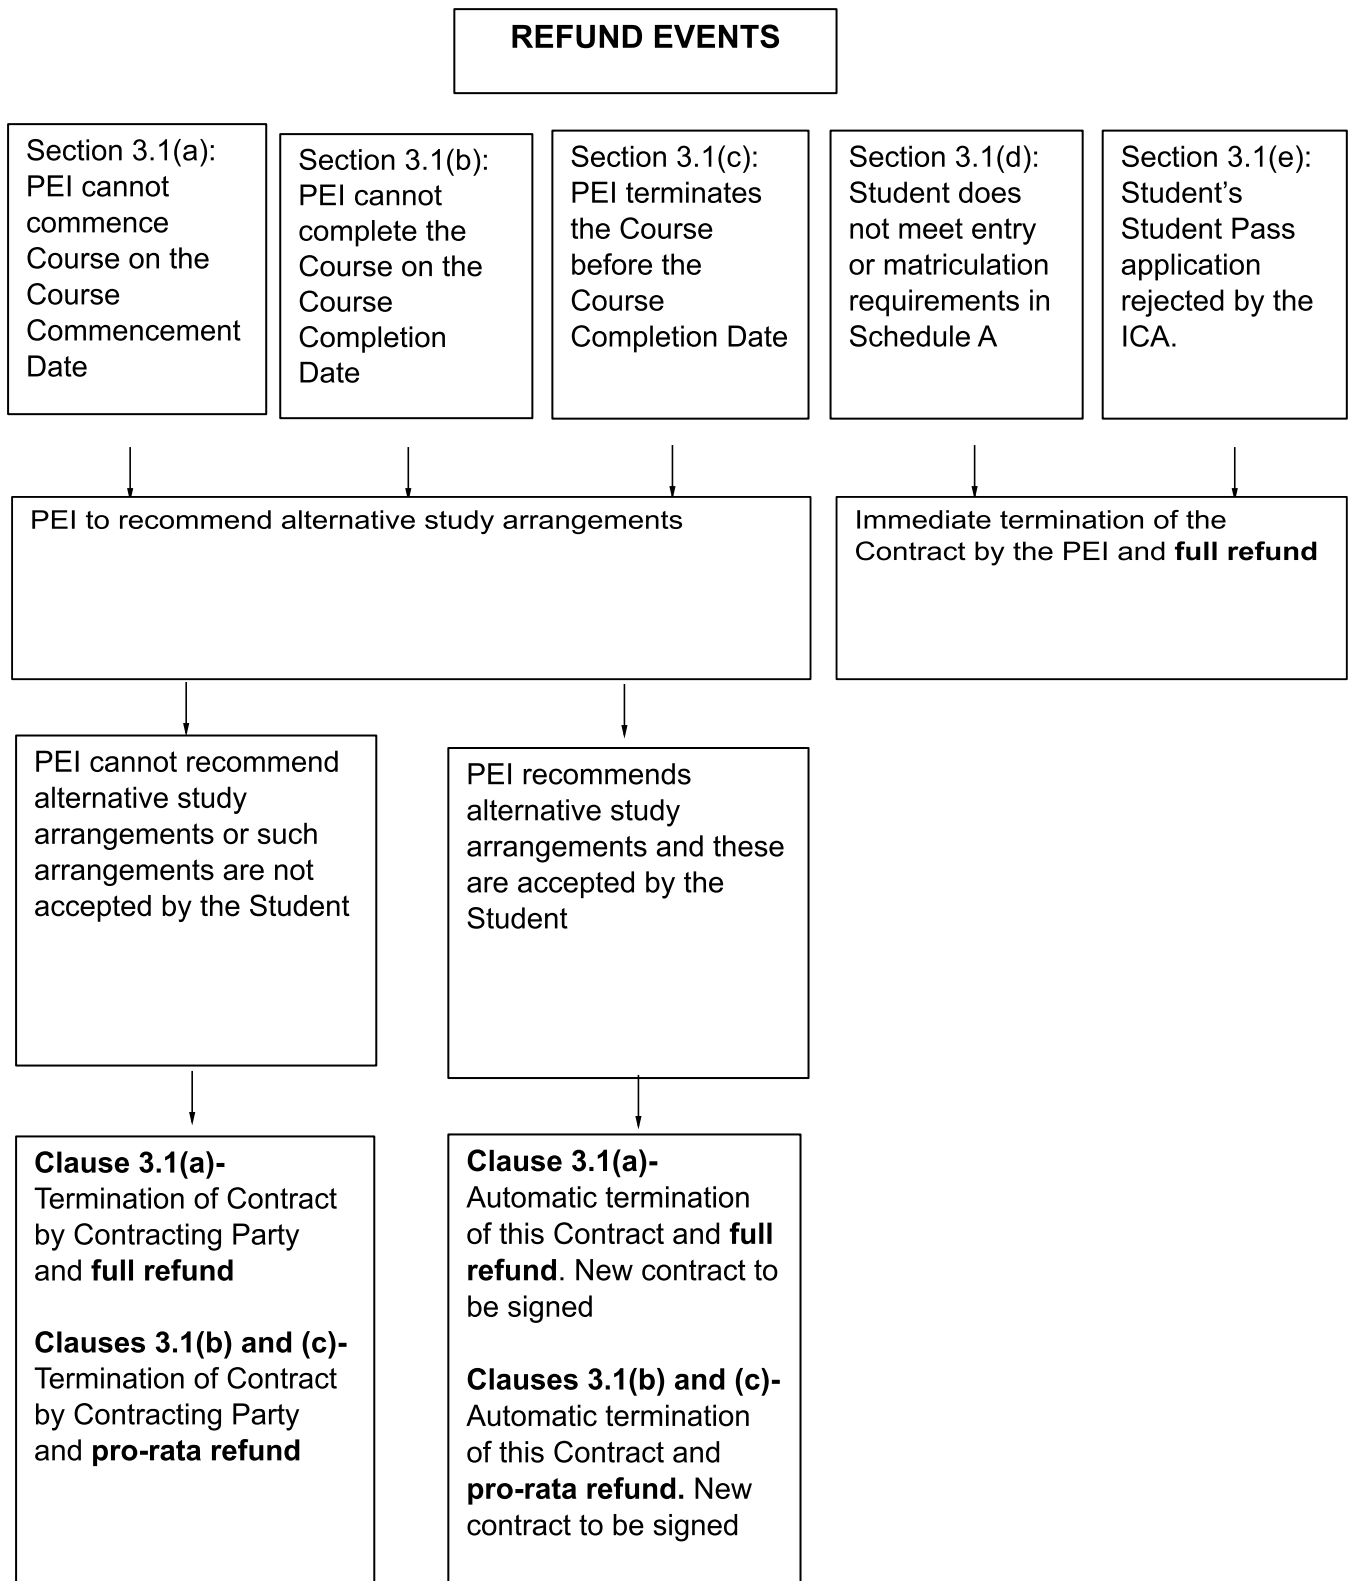 REFUND EVENTS
Section 3.1(a):
PEI cannot
commence
Course on the
Course
Commencement
Date
Section 3.1(b):
PEI cannot
complete the
Course on the
Course
Completion
Date
Section 3.1(c):
PEI terminates
the Course
before the
Course
Completion Date
Section 3.1(d):
Student does
not meet entry
or matriculation
requirements in
Schedule A
Section 3.1(e):
Student’s
Student Pass
application
rejected by the
ICA.
PEI to recommend alternative study arrangements
Immediate termination of the
Contract by the PEI and full refund
PEI cannot recommend
alternative study
arrangements or such
arrangements are not
accepted by the Student
PEI recommends
alternative study
arrangements and these
are accepted by the
Student
Clause 3.1(a)-
Termination of Contract
by Contracting Party
and full refund
Clauses 3.1(b) and (c)-
Termination of Contract
by Contracting Party
and pro-rata refund
Clause 3.1(a)-
Automatic termination
of this Contract and full
refund. New contract to
be signed
Clauses 3.1(b) and (c)-
Automatic termination
of this Contract and
pro-rata refund. New
contract to be signed